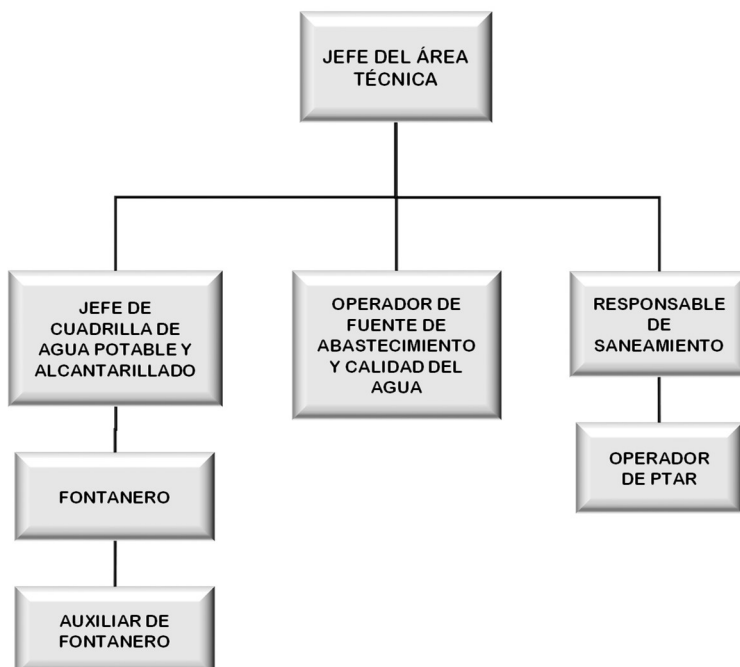 JEFE DEL ÁREA
TÉCNICA
JEFE DE
CUADRILLA DE
AGUA POTABLE Y
ALCANTARILLADO
OPERADOR DE
FUENTE DE
ABASTECIMIENTO
Y CALIDAD DEL
AGUA
RESPONSABLE
DE
SANEAMIENTO
FONTANERO
OPERADOR
DE PTAR
AUXILIAR DE
FONTANERO